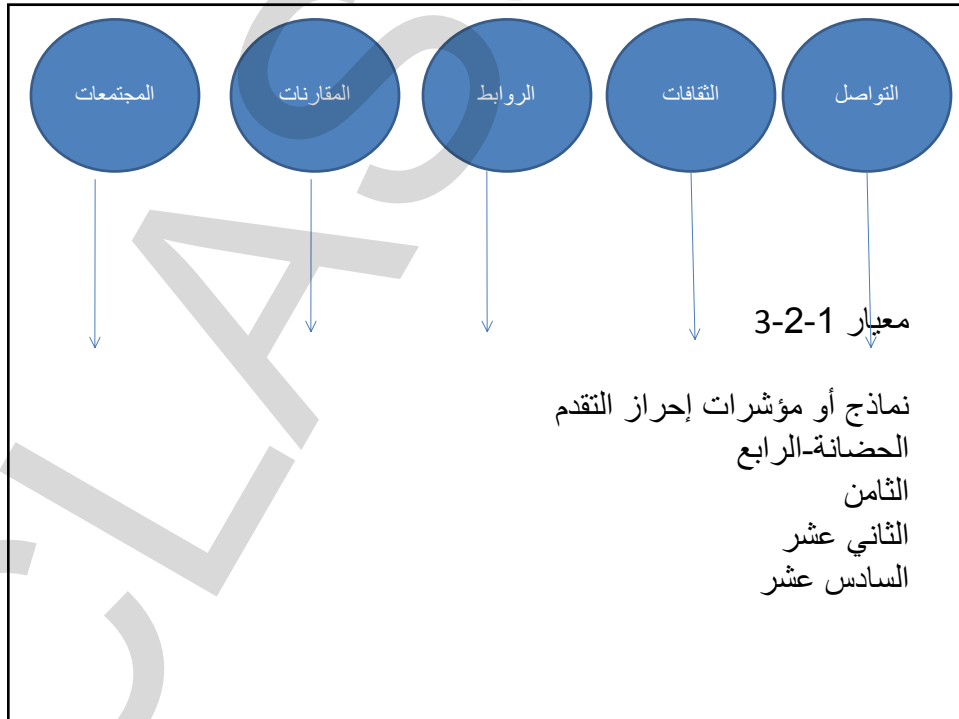 التواصل
الثقافات
الروابط
المقارنات
المجتمعات
معيار 1-2-3
نماذج أو مؤشرات إحراز التقدم
الحضانة-الرابع
الثامن
الثاني عشر
السادس عشر
CLAS